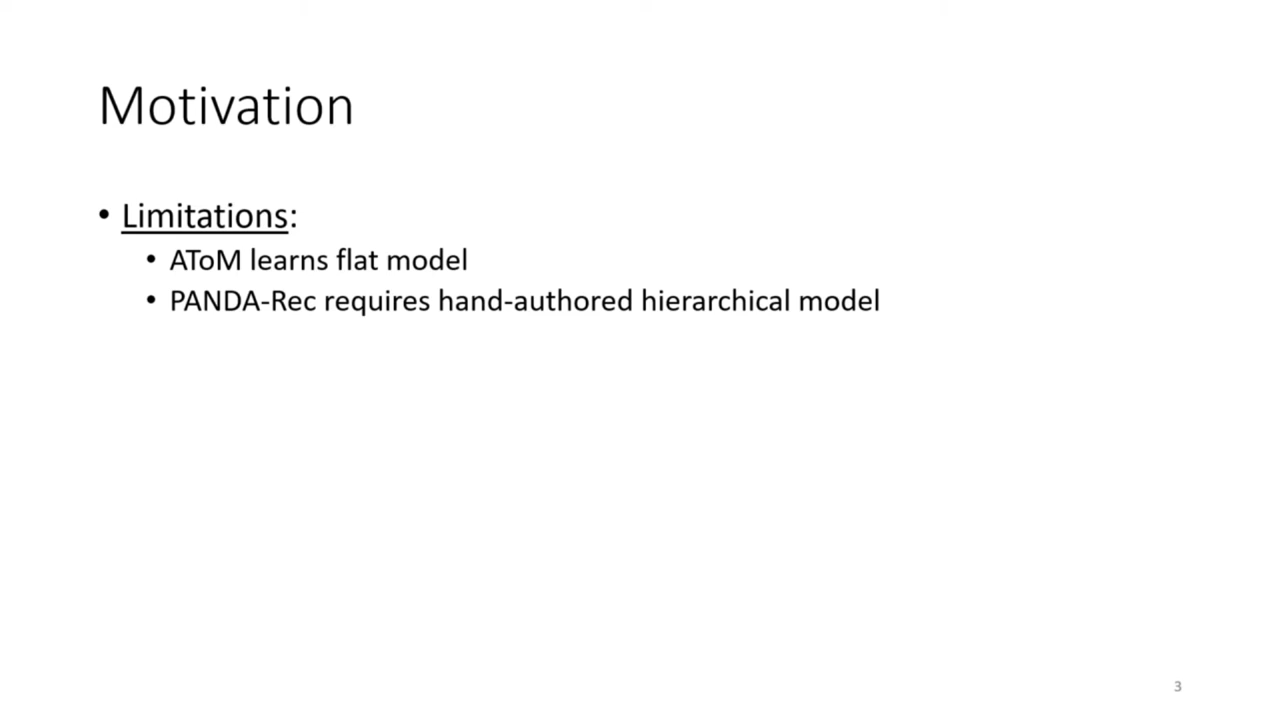 Motivation
• Limitations:
• AToM learns flat model
• PANDA-Rec requires hand-authored hierarchical model
3